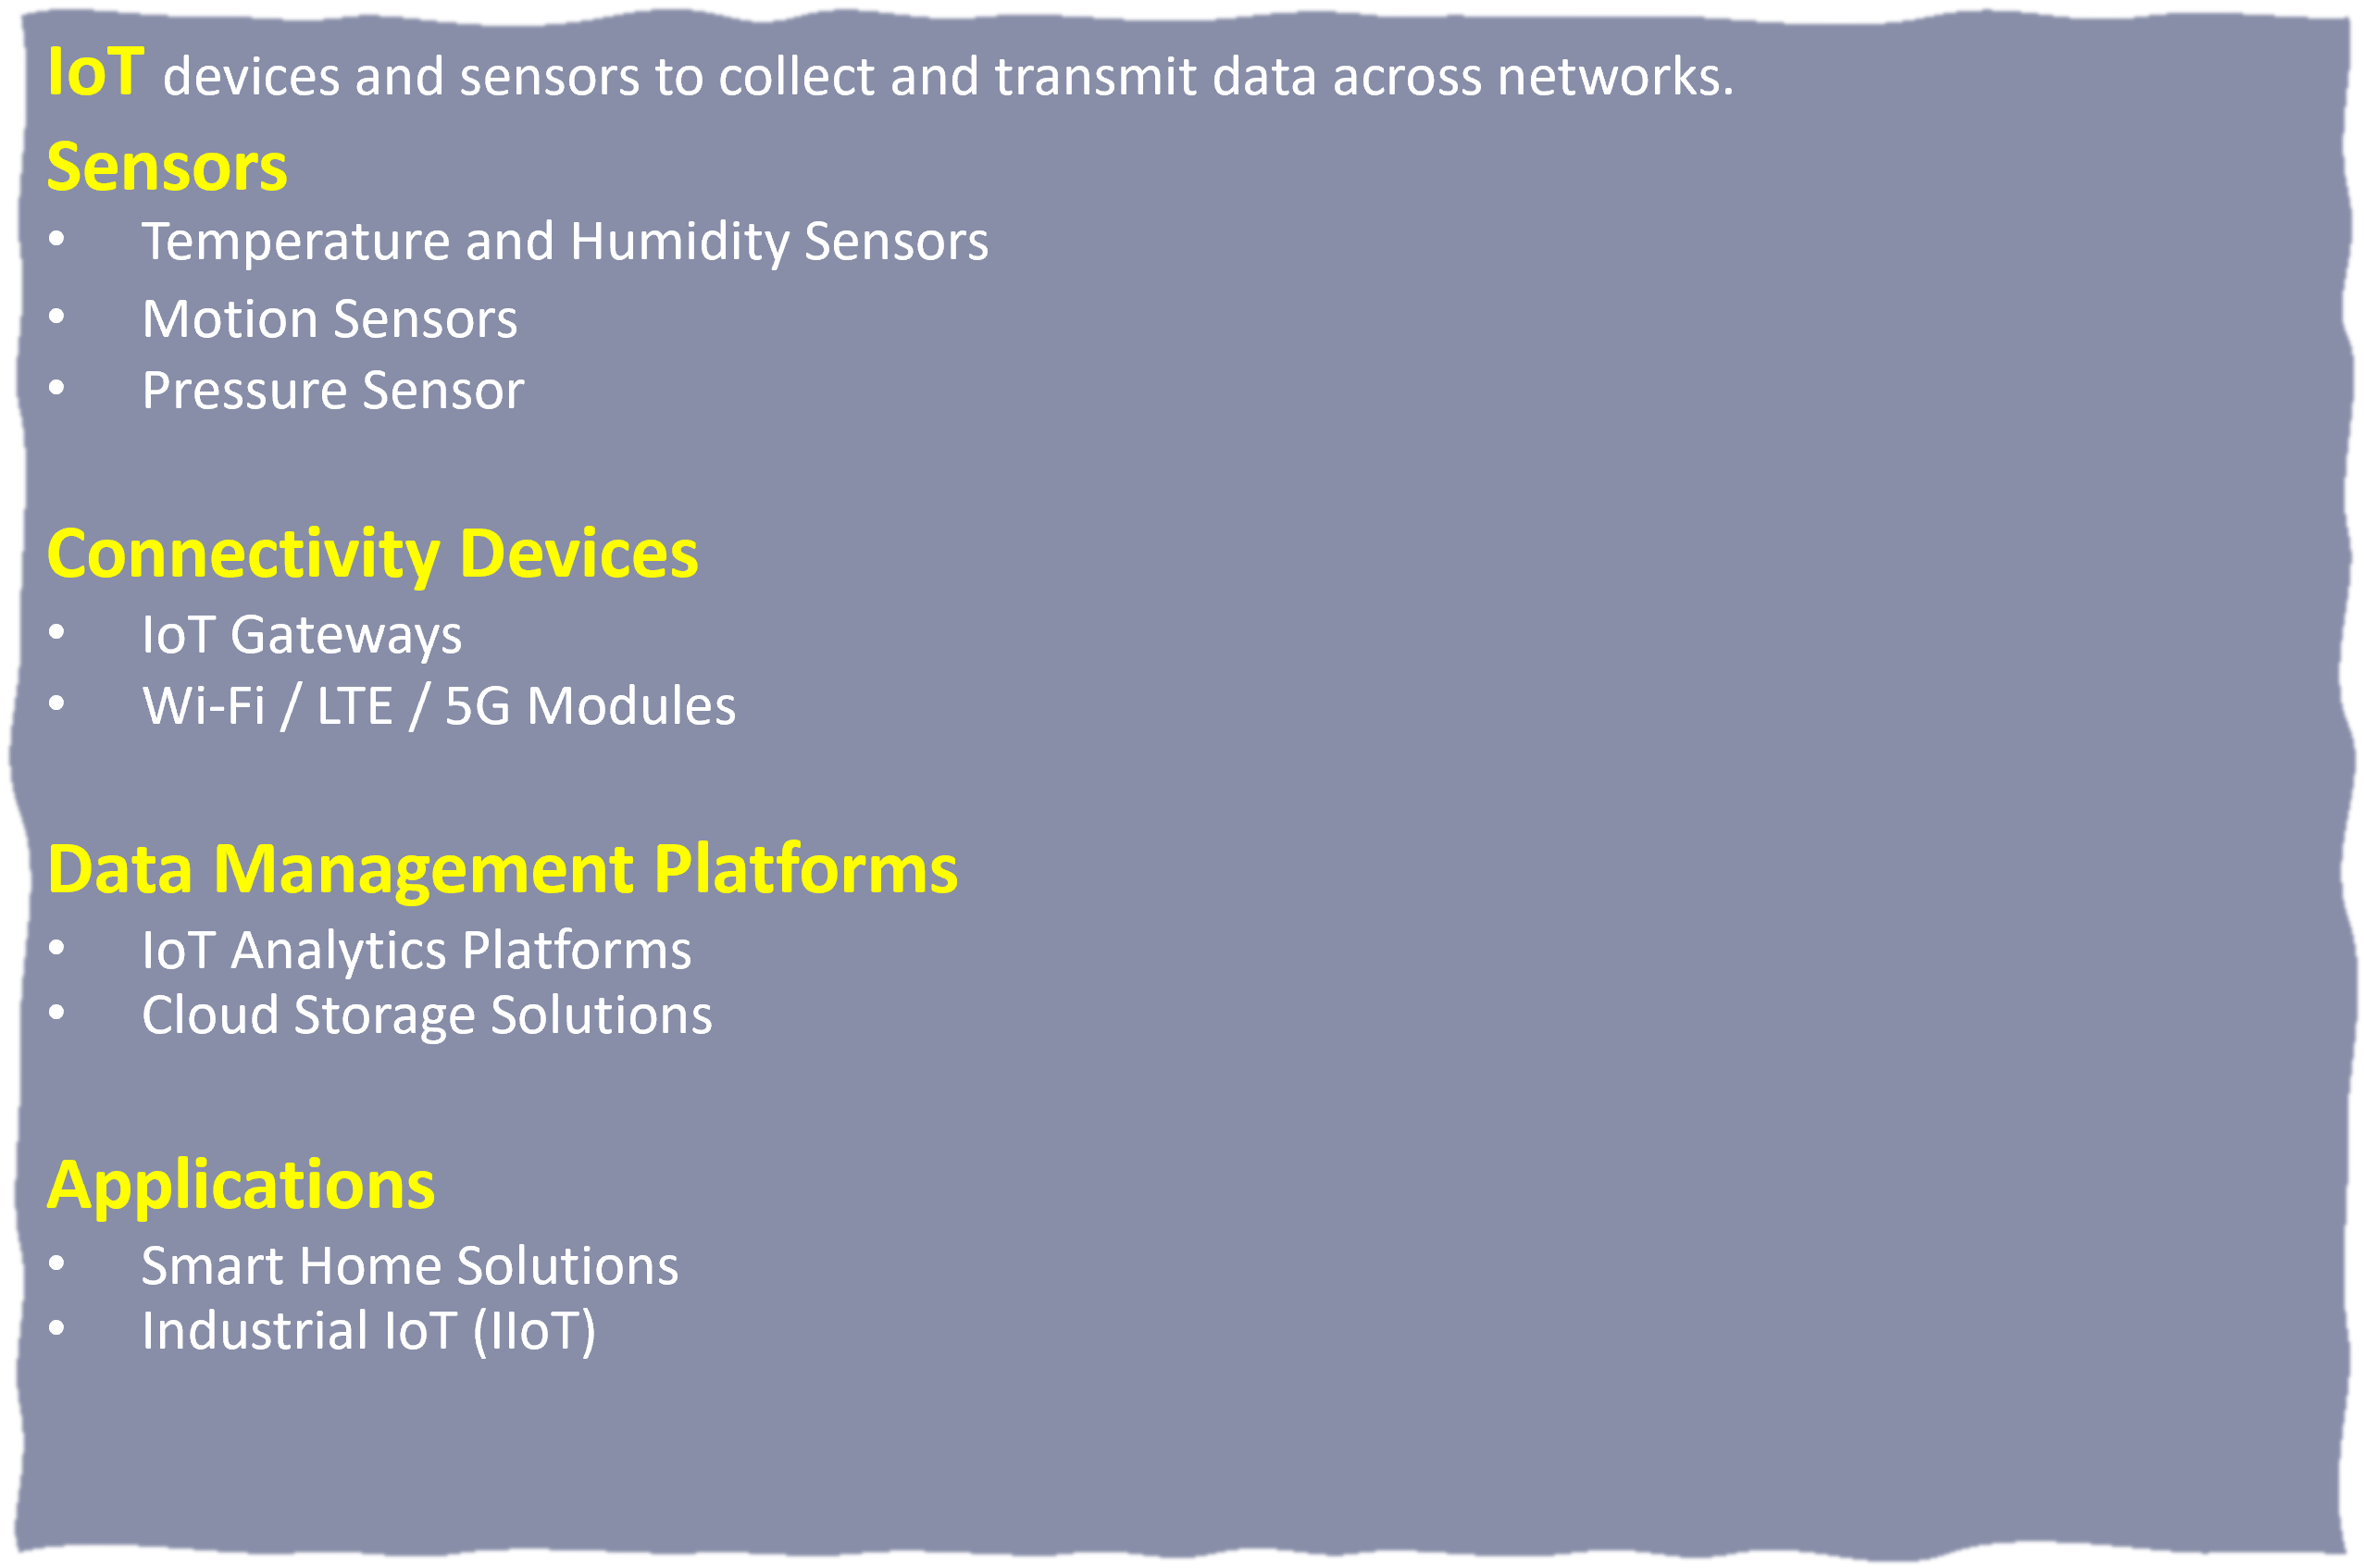 IoT devices and sensors to collect and transmit data across networks.
Sensors
• Temperature and Humidity Sensors
• Motion Sensors
• Pressure Sensor
Connectivity Devices
• IoT Gateways
• Wi-Fi / LTE / 5G Modules
Data Management Platforms
• IoT Analytics Platforms
• Cloud Storage Solutions
Applications
• Smart Home Solutions
• Industrial IoT (IIoT)